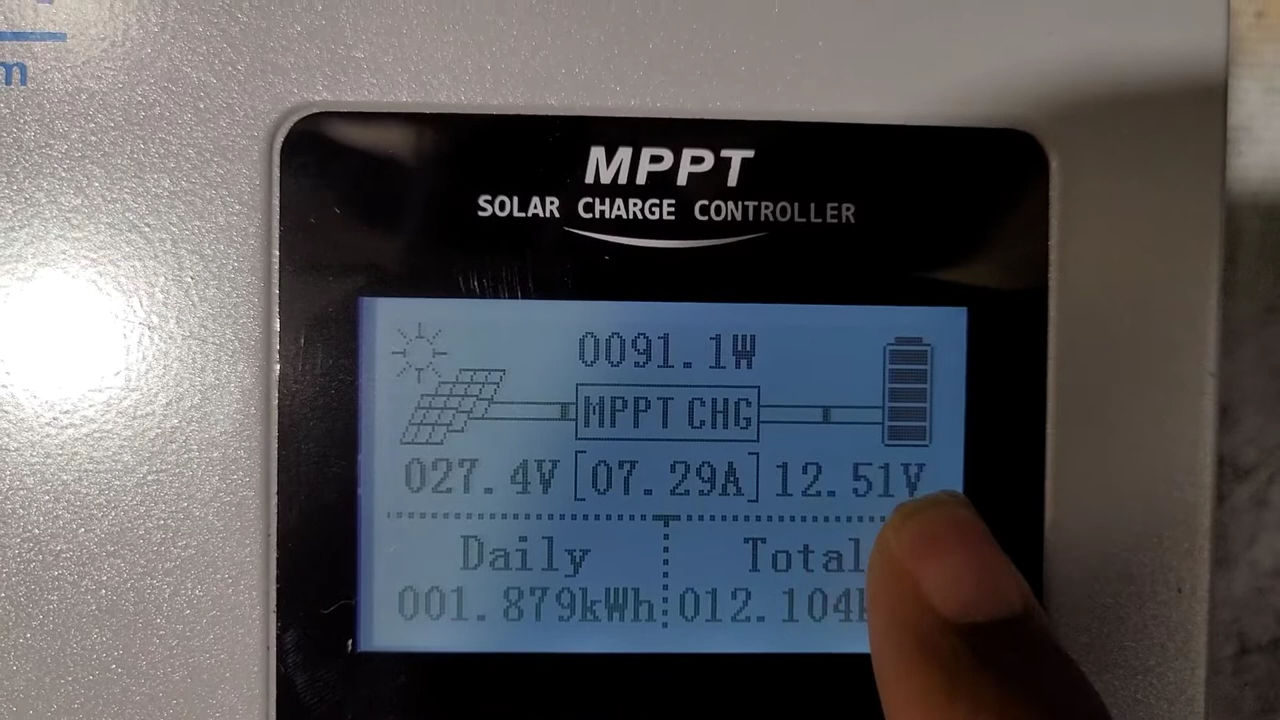 m
MPPT
SOLAR CHARGE CONTROLLER
0091.1W
MPPT CHG
027.4V [07.29A] 12.51V
Daily Total
001.879kWh 012.104k